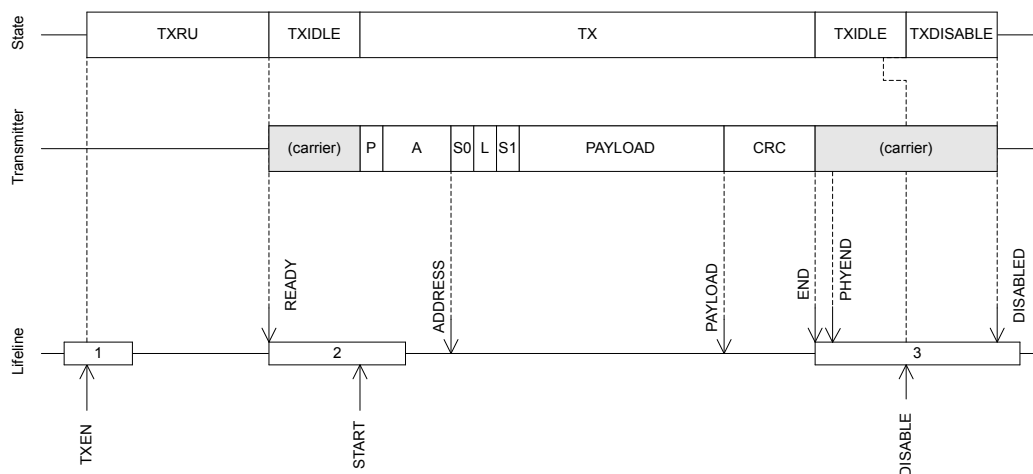 State
TXRU TXIDLE TX TXIDLE TXDISABLE
Transmitter
(carrier) P A S0 L S1 PAYLOAD CRC (carrier)
READY ADDRESS PAYLOAD END PHYEND DISABLED
Lifeline
1 2 3
TXEN START DISABLE